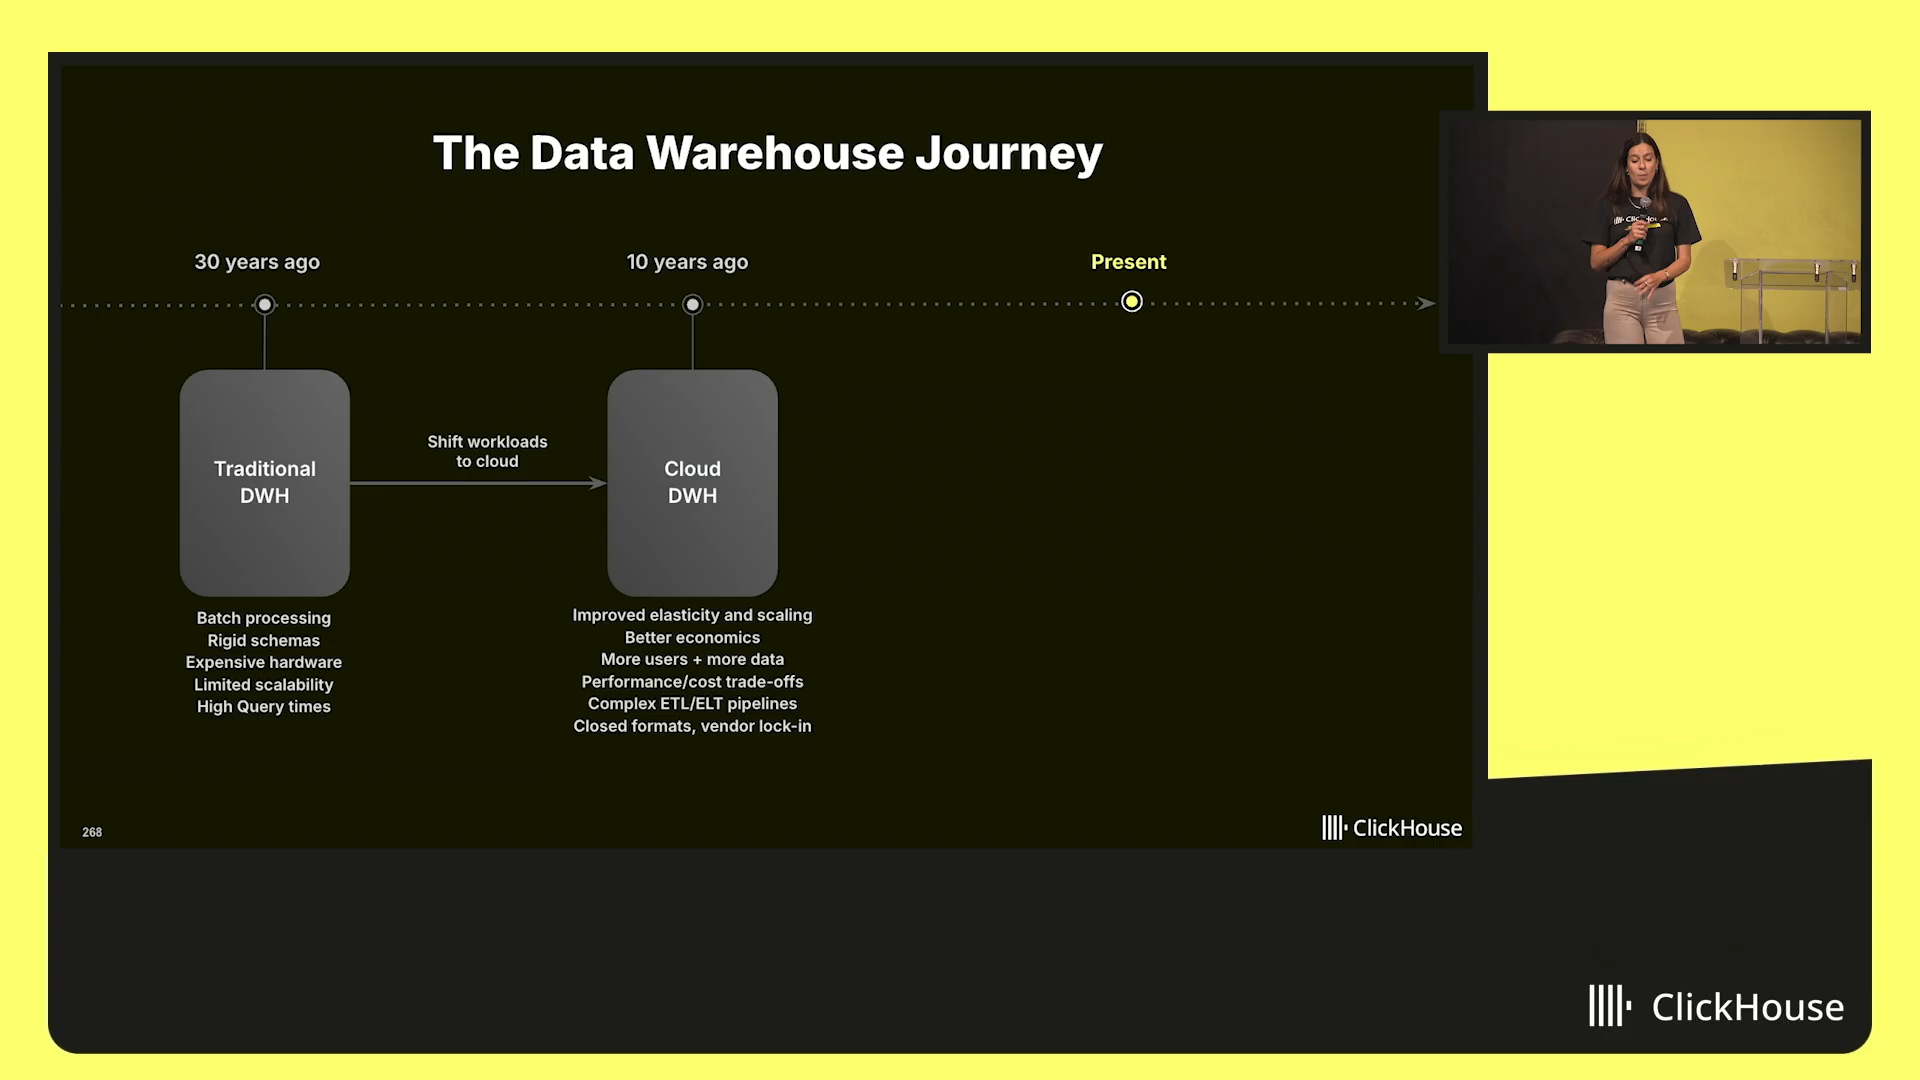 The Data Warehouse Journey
30 years ago
10 years ago
Present
Shift workloads
to cloud
Traditional
DWH
Cloud
DWH
Batch processing
Rigid schemas
Expensive hardware
Limited scalability
High Query times
Improved elasticity and scaling
Better economics
More users + more data
Performance/cost trade-offs
Complex ETL/ELT pipelines
Closed formats, vendor lock-in
268
ClickHouse
ClickHouse
ClickHouse